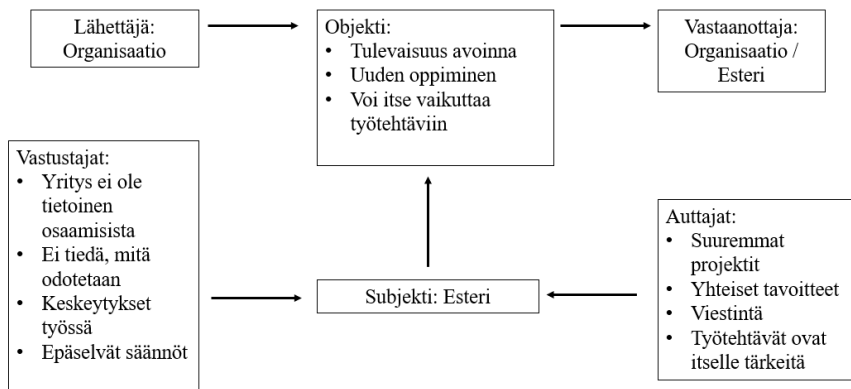 Lähettäjä:
Organisaatio
Objekti:
• Tulevaisuus avoinna
• Uuden oppiminen
• Voi itse vaikuttaa
työtehtäviin
Vastaanottaja:
Organisaatio /
Esteri
Vastustajat:
• Yritys ei ole
tietoinen
osaamisista
• Ei tiedä, mitä
odotetaan
• Keskeytykset
työssä
• Epäselvät säännöt
Subjekti: Esteri
Auttajat:
• Suuremmat
projektit
• Yhteiset tavoitteet
• Viestintä
• Työtehtävät ovat
itselle tärkeitä